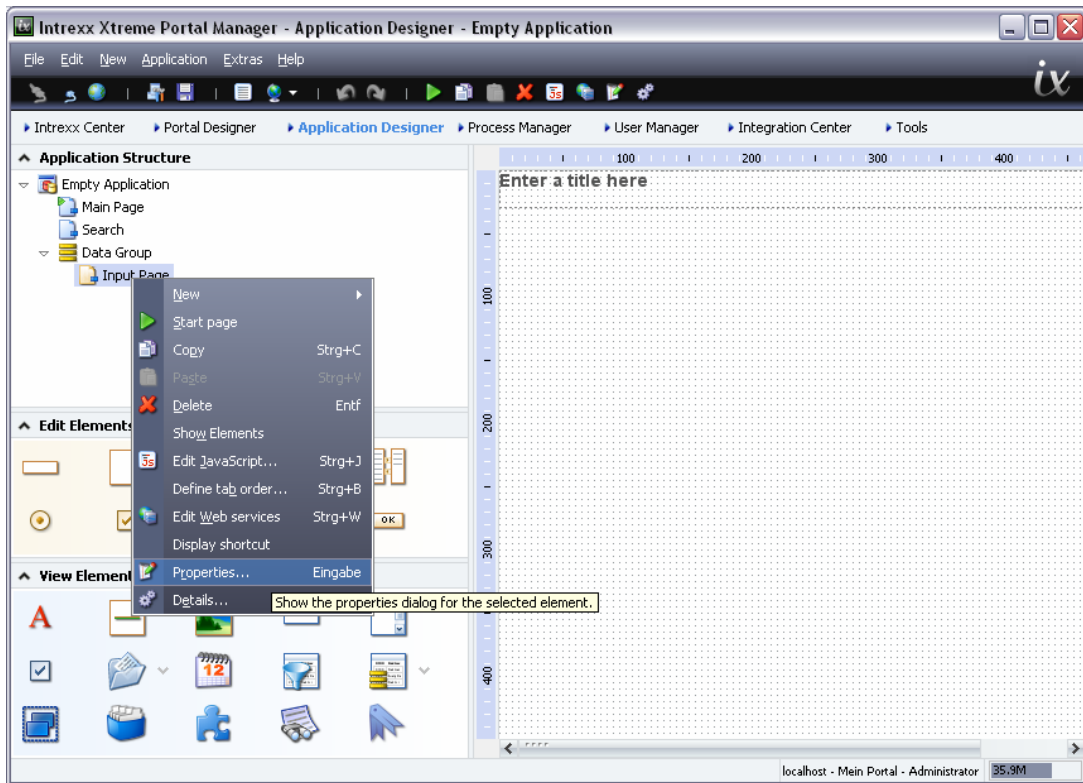 Intrexx Xtreme Portal Manager - Application Designer - Empty Application
File Edit New Application Extras Help
ix
Intrexx Center Portal Designer Application Designer Process Manager User Manager Integration Center Tools
Application Structure
100 200 300 400
Empty Application
Enter a title here
Main Page
Search
Data Group
Input Page
New
100
Start page
Copy Strg+C
Paste Strg+V
Delete Entf
Edit Elements
200
Show Elements
Edit JavaScript... Strg+J
Define tab order... Strg+B
Edit Web services Strg+W
OK
Display shortcut
300
View Element
Properties... Eingabe
Details...
Show the properties dialog for the selected element.
A
12
400
localhost - Mein Portal - Administrator 35.9M